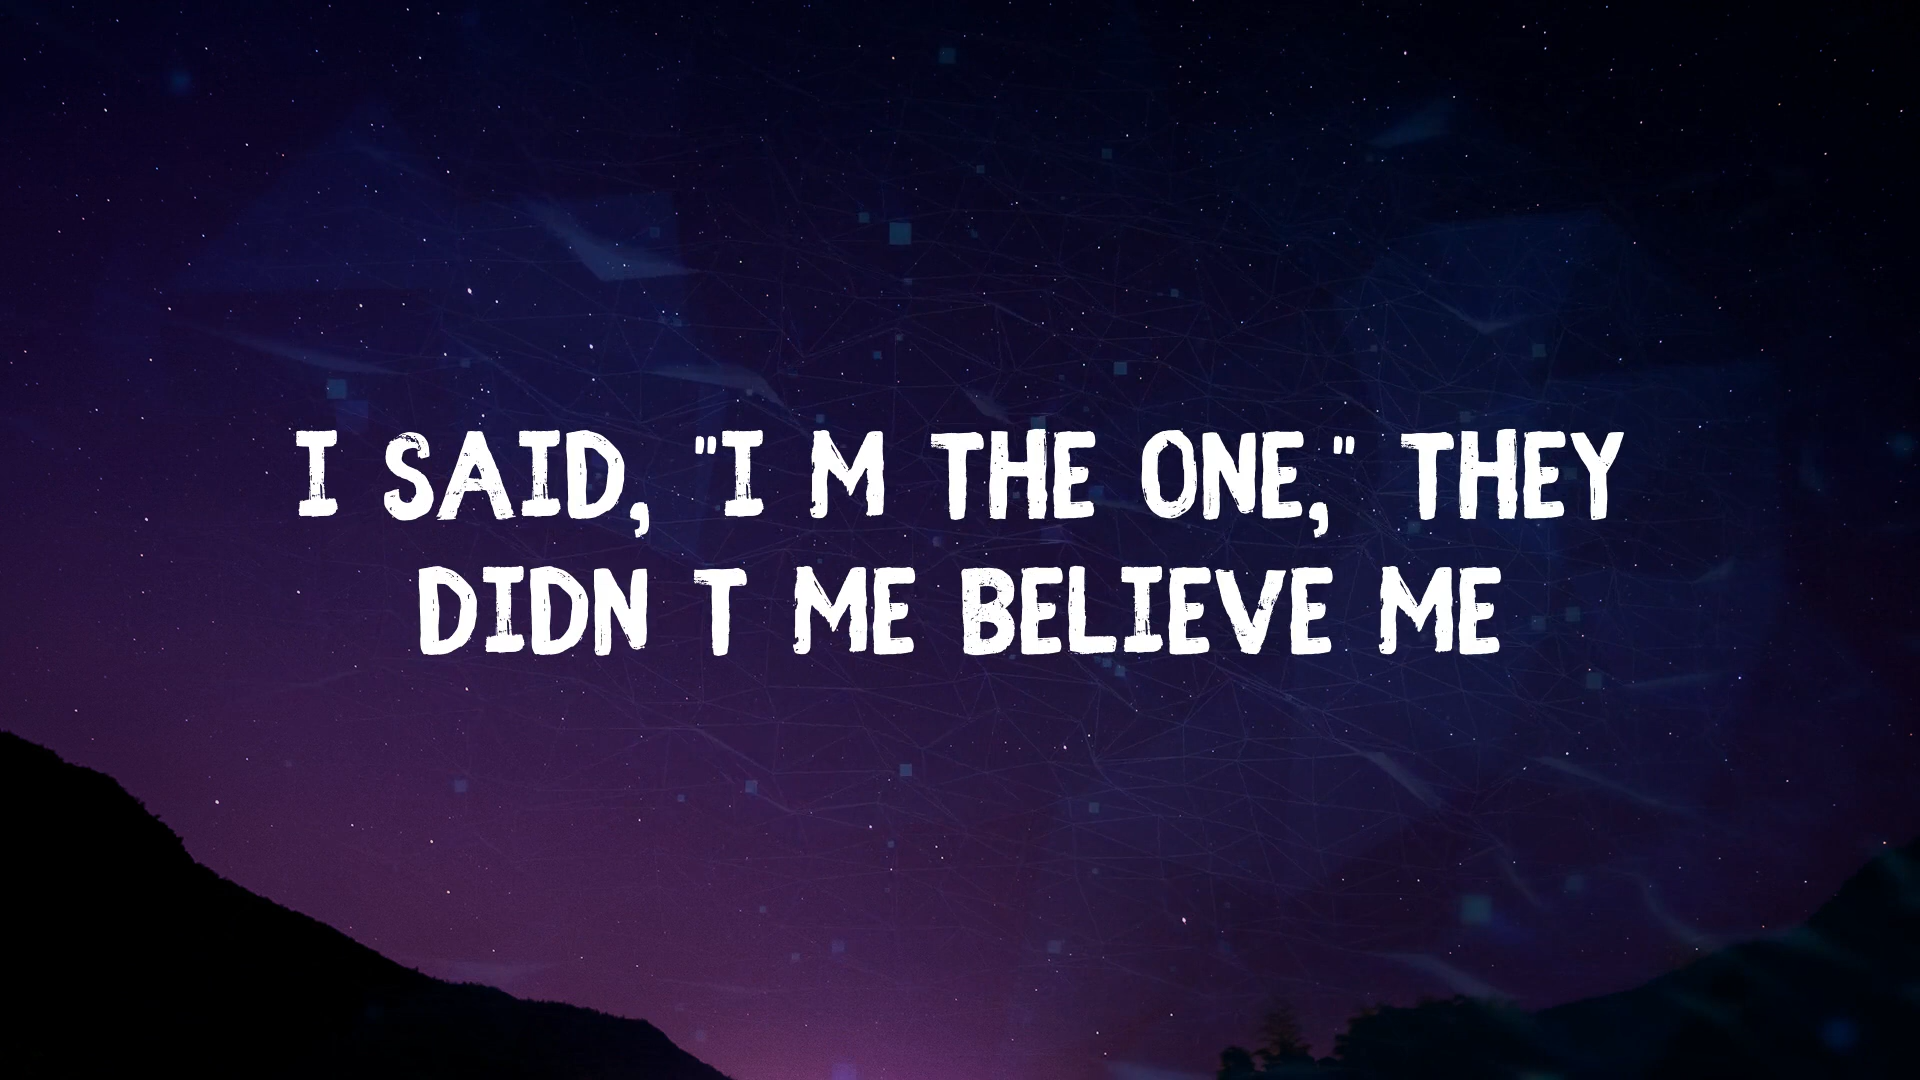 I SAID, "I M THE ONE," THEY
DIDN T ME BELIEVE ME